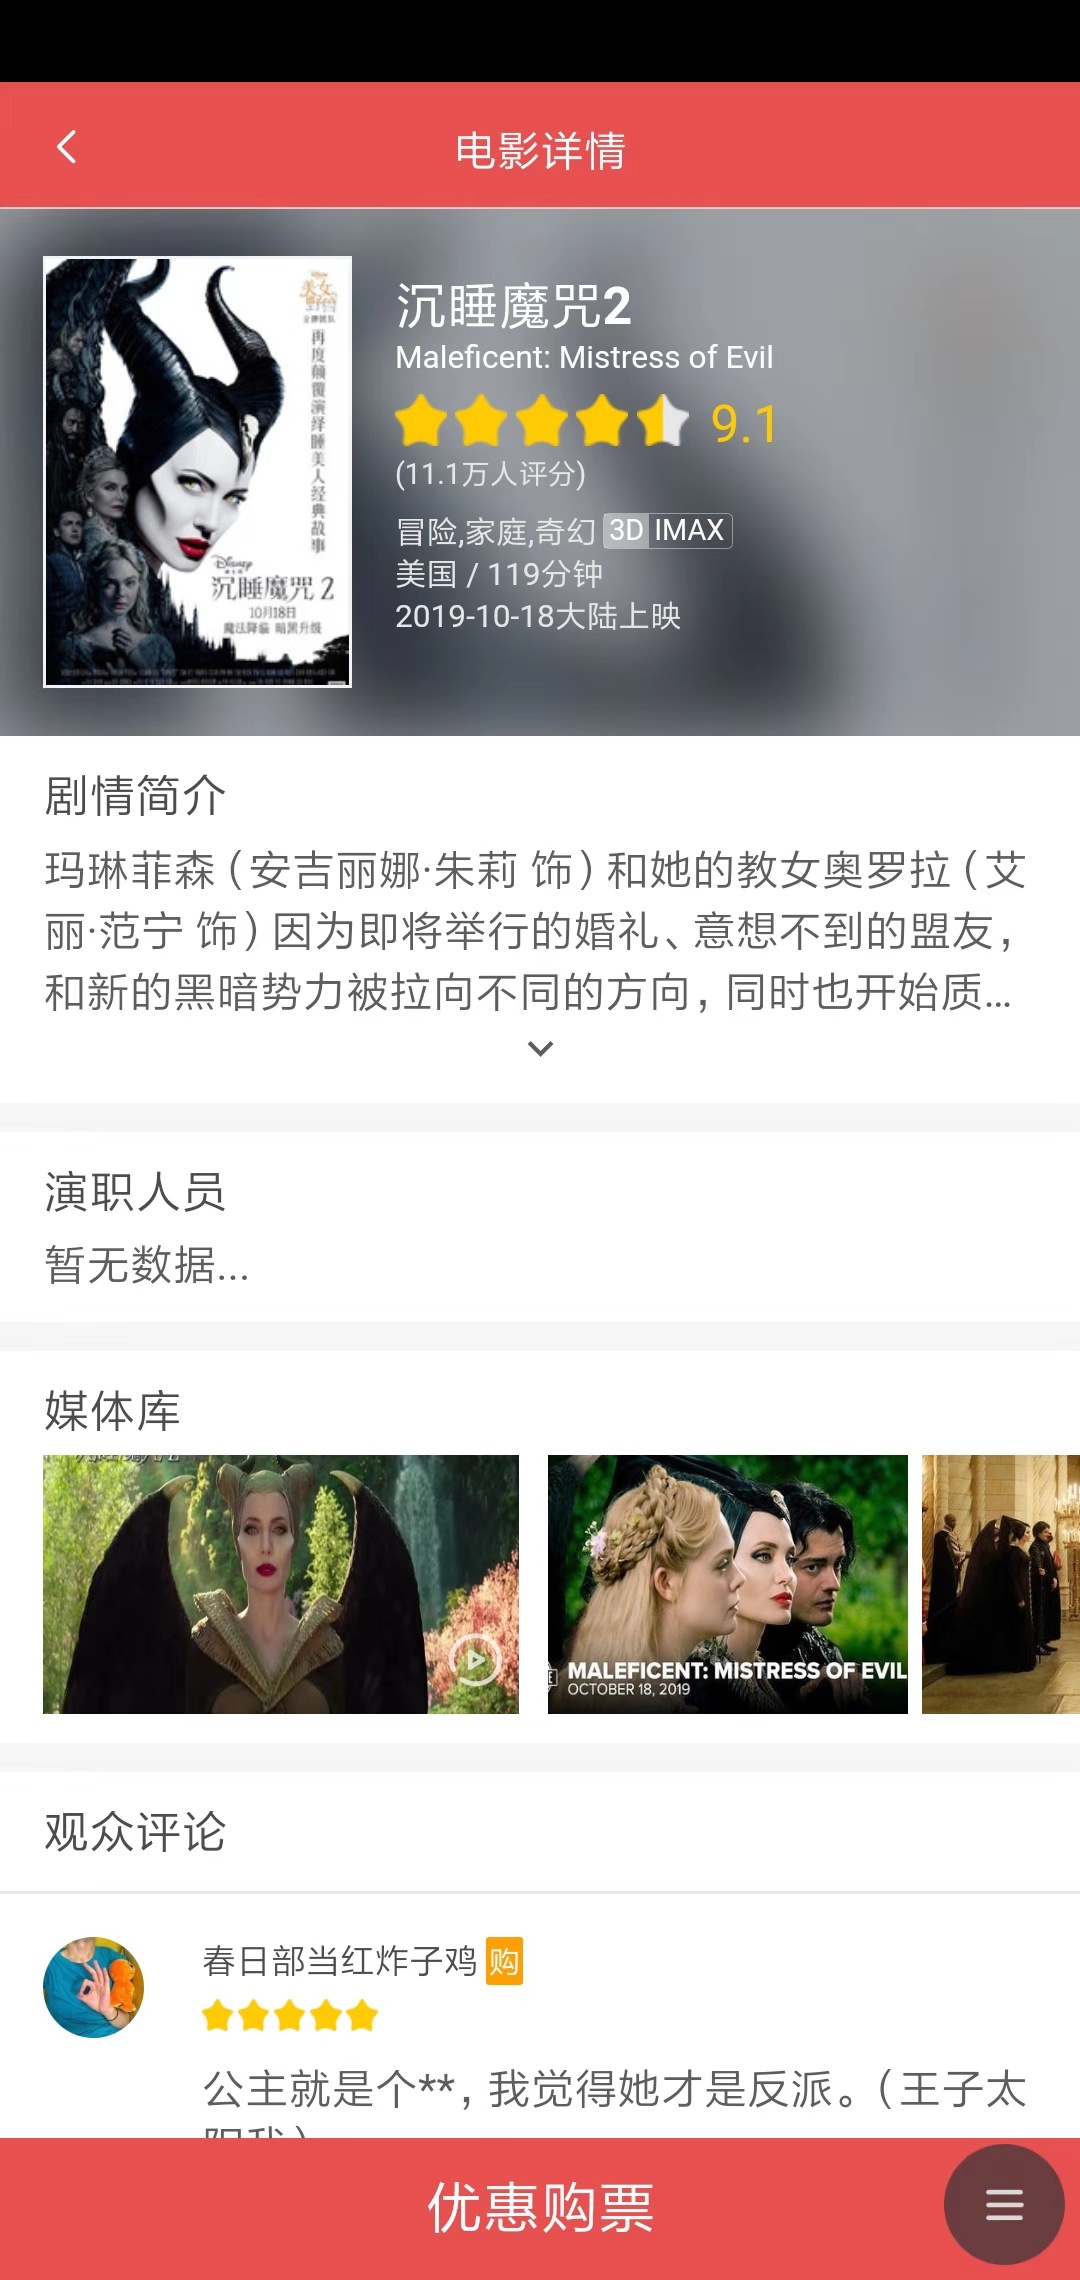 电影详情
再度颠覆演绎睡美人经典故事
Disney
沉睡魔咒2
10月18日
魔法降临 暗黑升级
沉睡魔咒2
Maleficent: Mistress of Evil
9.1
(11.1万人评分)
冒险,家庭,奇幻 3D IMAX
美国 / 119分钟
2019-10-18大陆上映
剧情简介
玛琳菲森（安吉丽娜·朱莉 饰）和她的教女奥罗拉（艾
丽·范宁 饰）因为即将举行的婚礼、意想不到的盟友，
和新的黑暗势力被拉向不同的方向，同时也开始质...
演职人员
暂无数据...
媒体库
MALEFICENT: MISTRESS OF EVIL
OCTOBER 18, 2019
观众评论
春日部当红炸子鸡 购
公主就是个**，我觉得她才是反派。（王子太
优惠购票